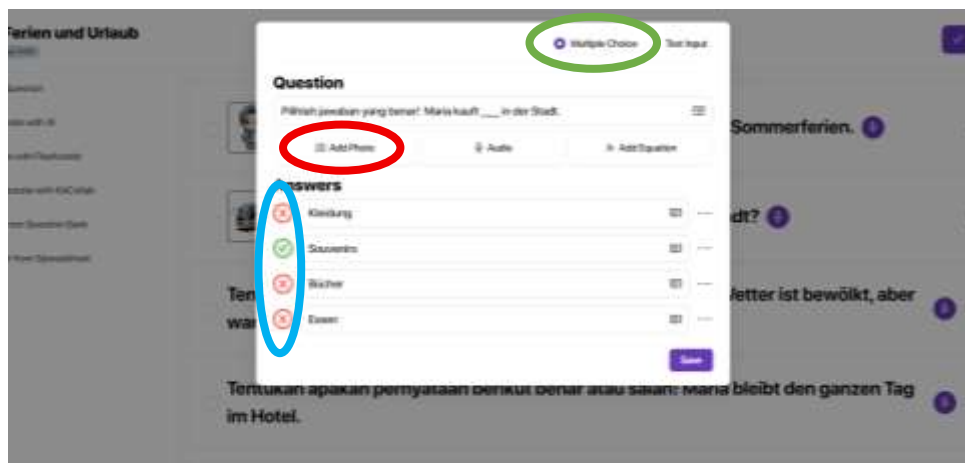 Ferien und Urlaub
Multiple Choice Text Input
Question
Pilihlah jawaban yang benar! Maria kauft ___ in der Stadt.
Add Photo Audio Add Equation
Sommerferien.
Answers
Kleidung
dt?
Souvenirs
Bücher
Ten
Wetter ist bewölkt, aber
war
Essen
Save
Tentukan apakah pernyataan berikut benar atau salah! Maria bleibt den ganzen Tag
im Hotel.